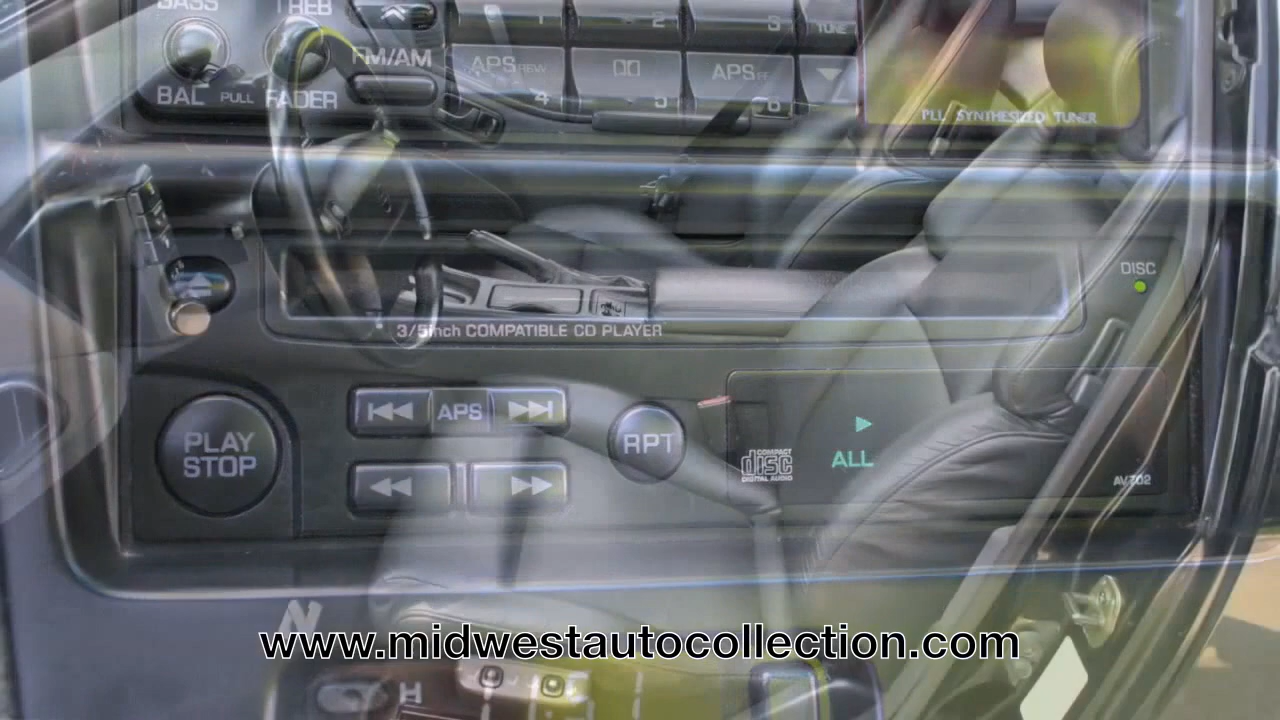 BASS TREB
1 2 3 TUNE
FM/AM APS REW APS FF
4 5 6
BAL PULL FADER
PLL SYNTHESIZED TUNER
DISC
3/5inch COMPATIBLE CD PLAYER
PLAY STOP
APS
RPT
COMPACT disc DIGITAL AUDIO
ALL
AV702
N
H
www.midwestautocollection.com